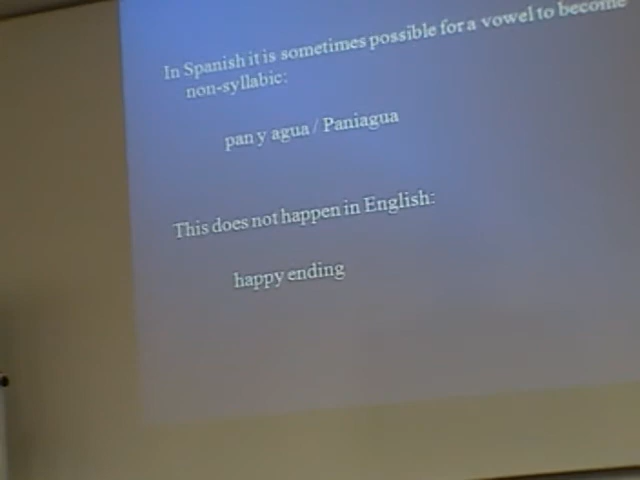 In Spanish it is sometimes possible for a vowel to become
non-syllabic:
pan y agua / Paniagua
This does not happen in English:
happy ending